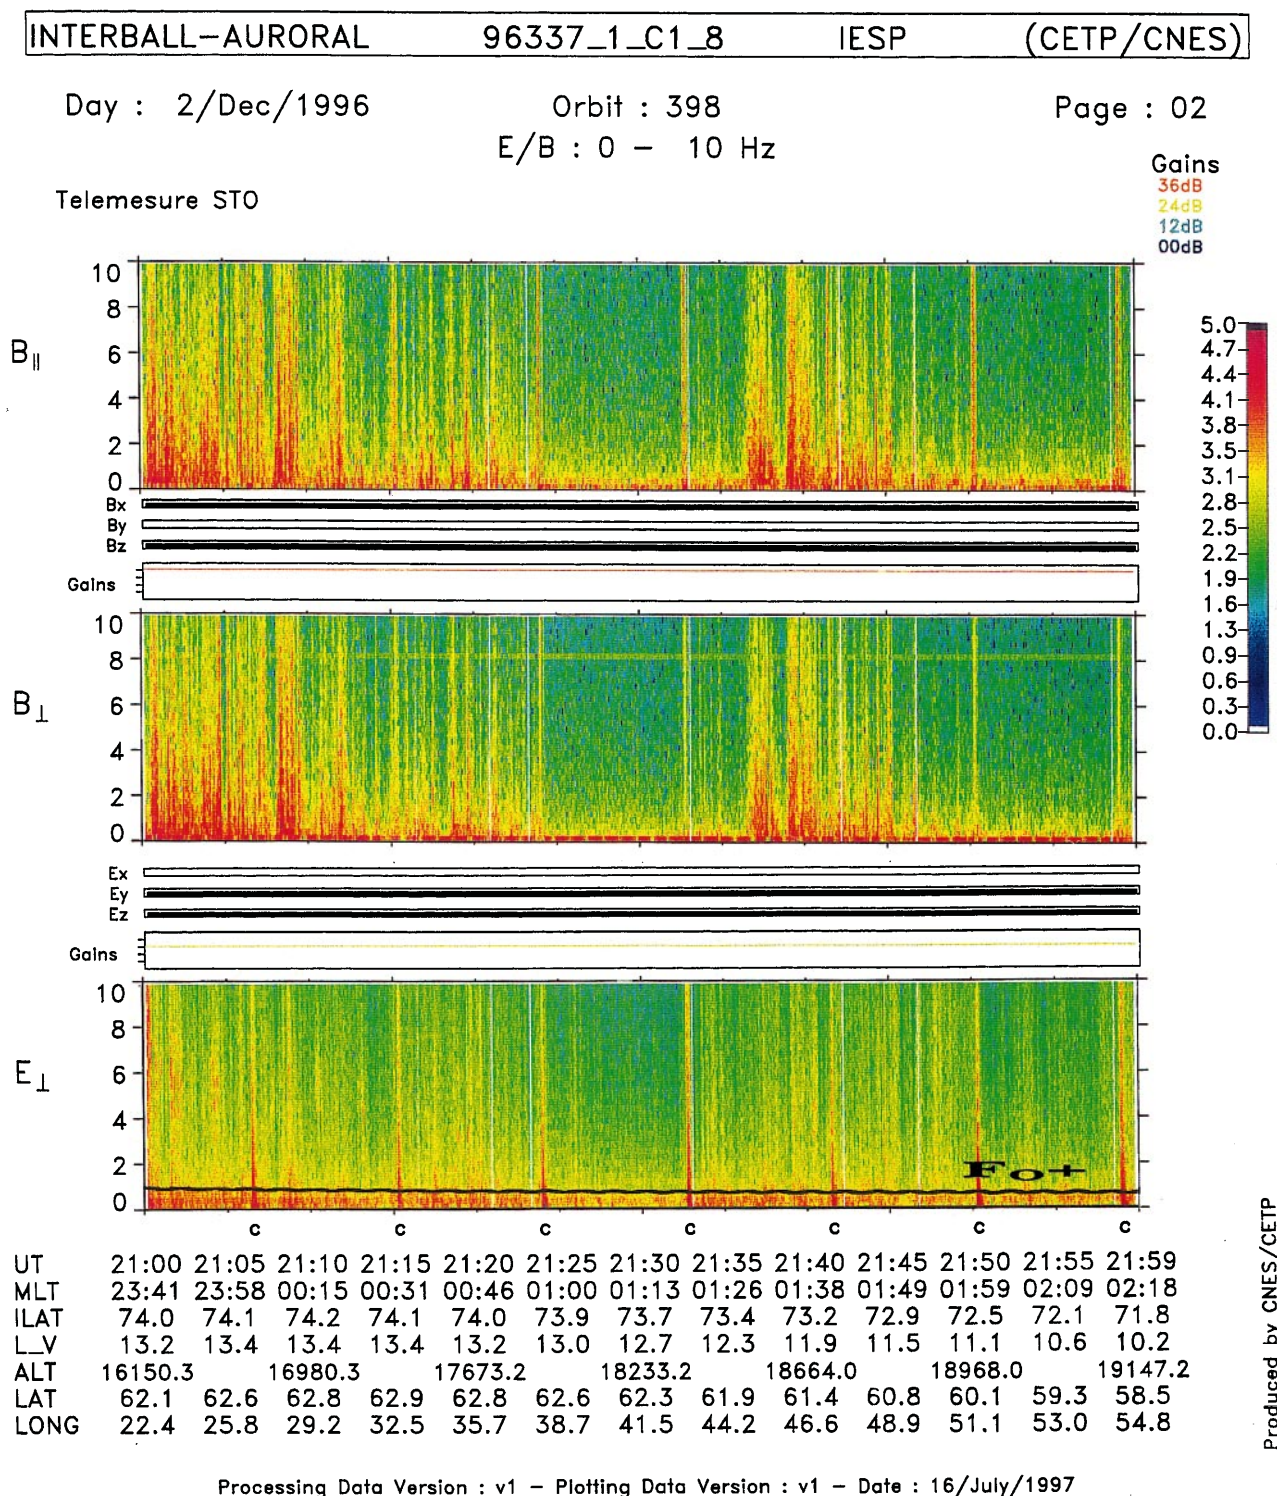 INTERBALL-AURORAL 96337_1_C1_8 IESP (CETP/CNES)
Day : 2/Dec/1996 Orbit : 398 Page : 02
E/B : 0 - 10 Hz
Gains
36dB
24dB
12dB
00dB
Telemesure STO
B||
10
8
6
4
2
0
5.0
4.7
4.4
4.1
3.8
3.5
3.1
2.8
2.5
2.2
1.9
1.6
1.3
0.9
0.6
0.3
0.0
Bx
By
Bz
Gains
B⊥
10
8
6
4
2
0
Ex
Ey
Ez
Gains
E⊥
10
8
6
4
2
0
Fo+
c c c c c c c
UT 21:00 21:05 21:10 21:15 21:20 21:25 21:30 21:35 21:40 21:45 21:50 21:55 21:59
MLT 23:41 23:58 00:15 00:31 00:46 01:00 01:13 01:26 01:38 01:49 01:59 02:09 02:18
ILAT 74.0 74.1 74.2 74.1 74.0 73.9 73.7 73.4 73.2 72.9 72.5 72.1 71.8
L_V 13.2 13.4 13.4 13.4 13.2 13.0 12.7 12.3 11.9 11.5 11.1 10.6 10.2
ALT 16150.3 16980.3 17673.2 18233.2 18664.0 18968.0 19147.2
LAT 62.1 62.6 62.8 62.9 62.8 62.6 62.3 61.9 61.4 60.8 60.1 59.3 58.5
LONG 22.4 25.8 29.2 32.5 35.7 38.7 41.5 44.2 46.6 48.9 51.1 53.0 54.8
Produced by CNES/CETP
Processing Data Version : v1 - Plotting Data Version : v1 - Date : 16/July/1997